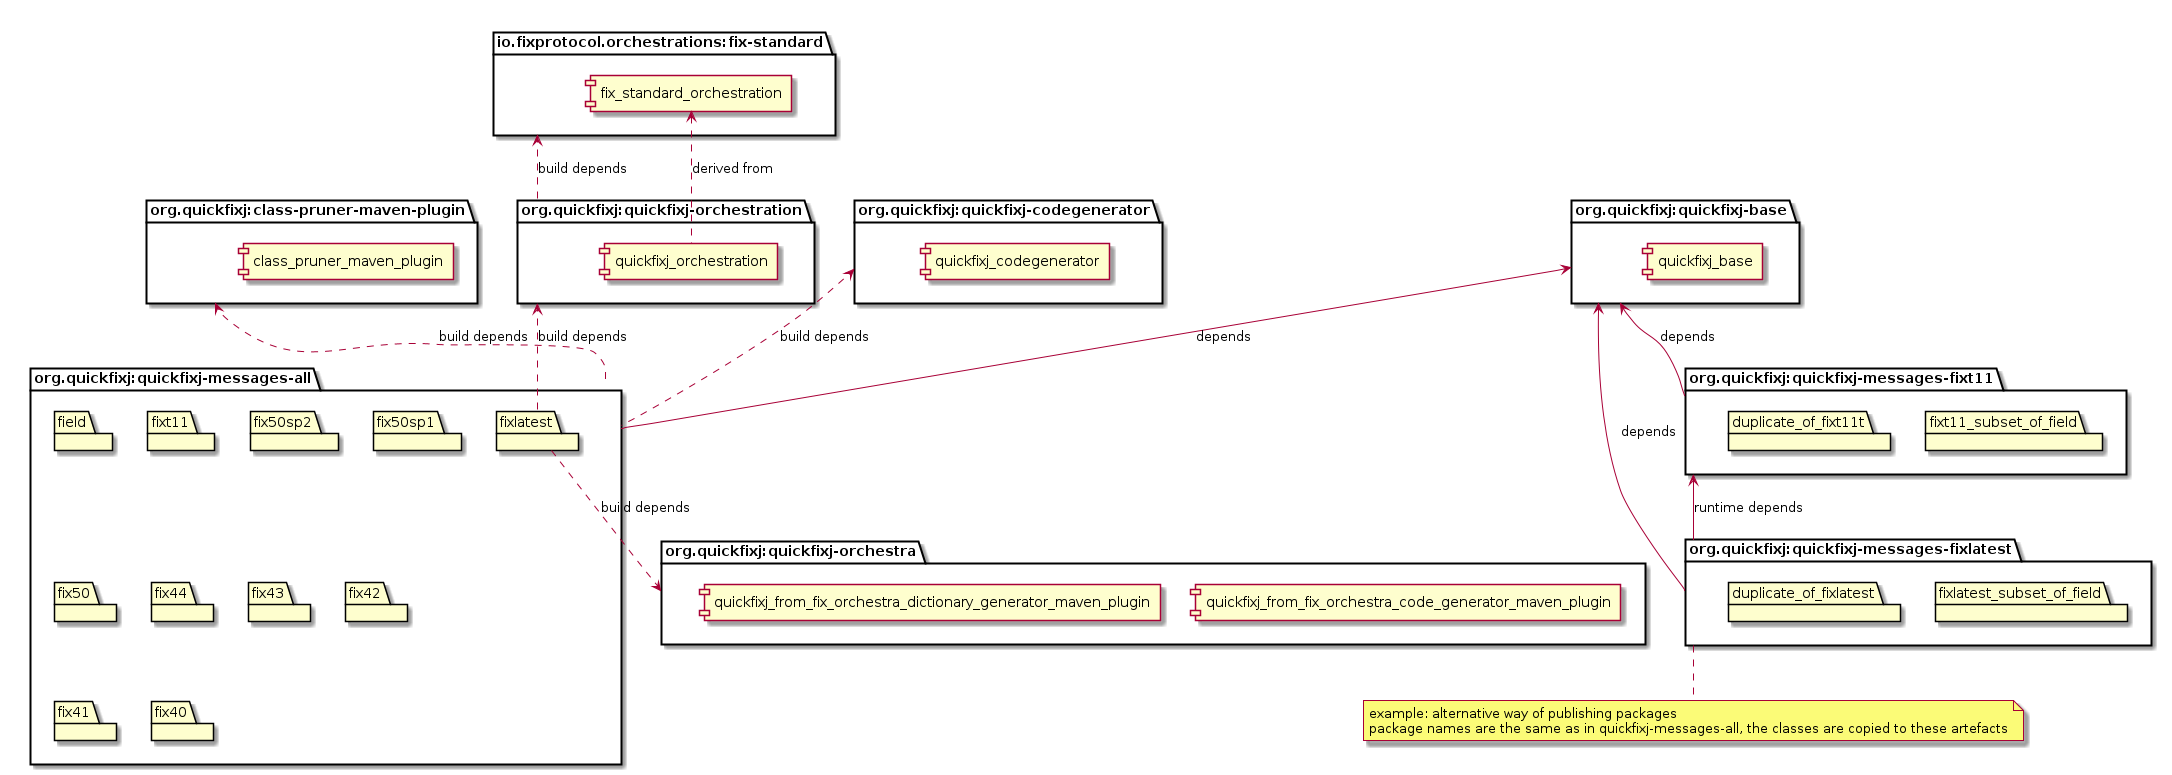 io.fixprotocol.orchestrations:fix-standard
fix_standard_orchestration
build depends
derived from
org.quickfixj:class-pruner-maven-plugin
class_pruner_maven_plugin
org.quickfixj:quickfixj-orchestration
quickfixj_orchestration
org.quickfixj:quickfixj-codegenerator
quickfixj_codegenerator
org.quickfixj:quickfixj-base
quickfixj_base
build depends
build depends
build depends
depends
depends
org.quickfixj:quickfixj-messages-all
field
fixt11
fix50sp2
fix50sp1
fixlatest
depends
org.quickfixj:quickfixj-messages-fixt11
duplicate_of_fixt11t
fixt11_subset_of_field
build depends
runtime depends
org.quickfixj:quickfixj-orchestra
quickfixj_from_fix_orchestra_dictionary_generator_maven_plugin
quickfixj_from_fix_orchestra_code_generator_maven_plugin
org.quickfixj:quickfixj-messages-fixlatest
duplicate_of_fixlatest
fixlatest_subset_of_field
fix50
fix44
fix43
fix42
fix41
fix40
example: alternative way of publishing packages
package names are the same as in quickfixj-messages-all, the classes are copied to these artefacts